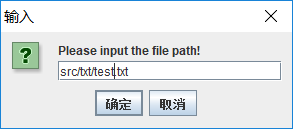 输入
Please input the file path!
src/txt/test.txt
确定
取消